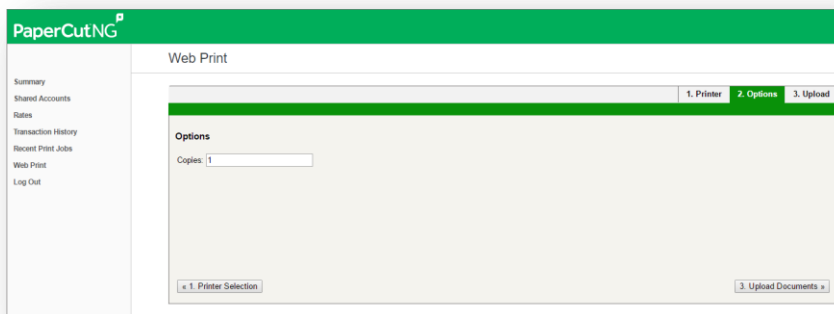 PaperCutNG
Web Print
Summary
Shared Accounts
Rates
Transaction History
Recent Print Jobs
Web Print
Log Out
1. Printer 2. Options 3. Upload
Options
Copies: 1
« 1. Printer Selection 3. Upload Documents »